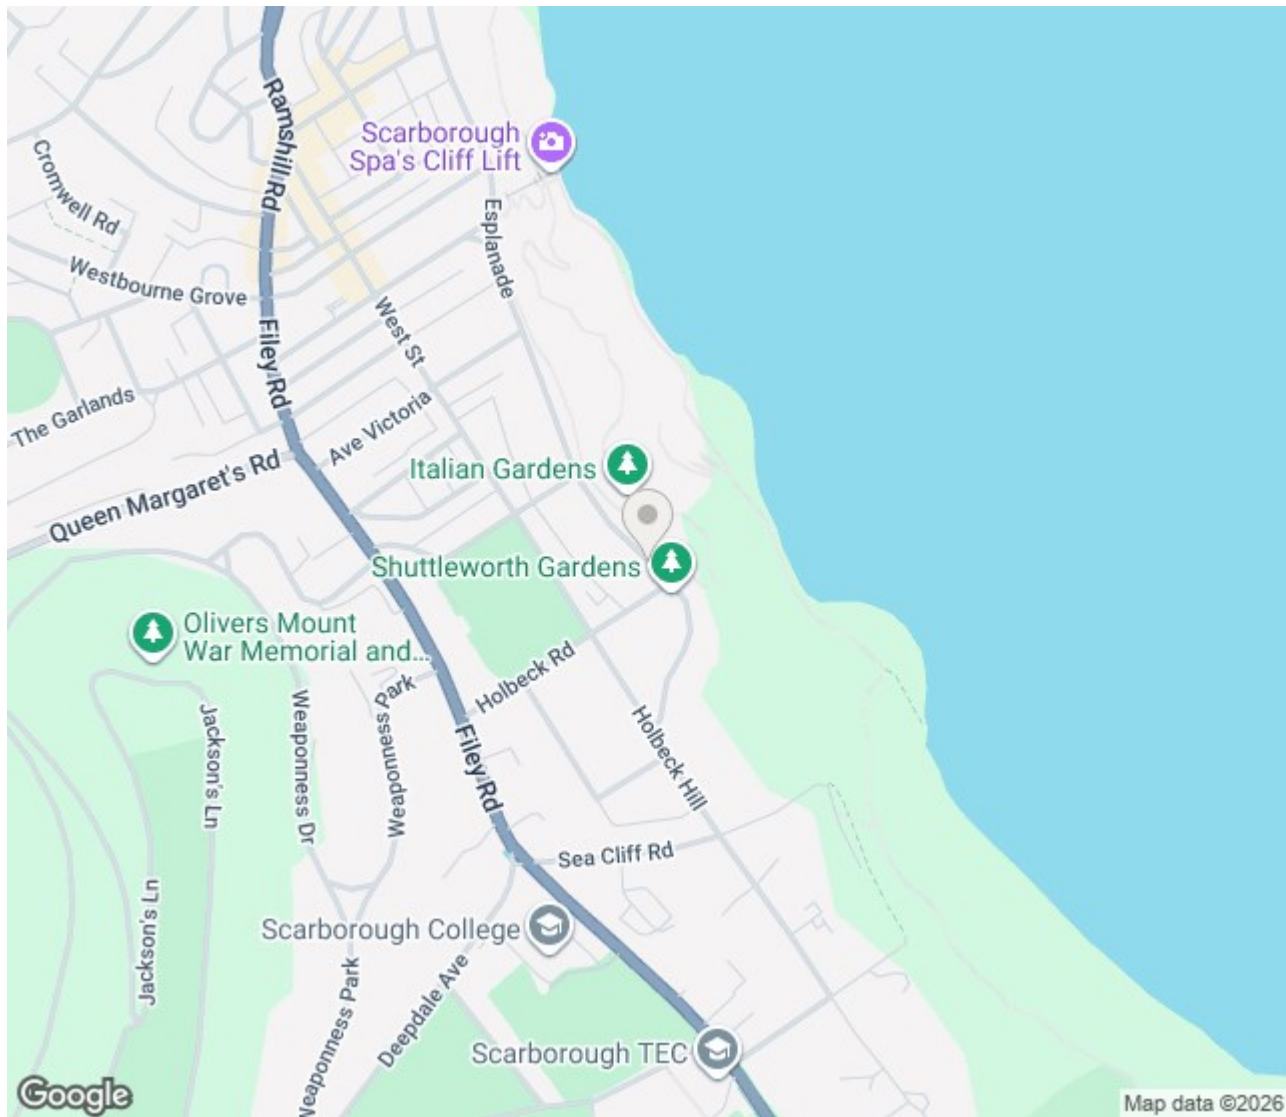 Ramshill Rd
Scarborough
Spa's Cliff Lift
Cromwell Rd
Esplanade
Westbourne Grove
West St
Filey Rd
The Garlands
Ave Victoria
Queen Margaret's Rd
Italian Gardens
Shuttleworth Gardens
Olivers Mount
War Memorial and...
Holbeck Rd
Weaponness Park
Weaponness Dr
Jackson's Ln
Holbeck Hill
Filey Rd
Sea Cliff Rd
Scarborough College
Jackson's Ln
Weaponness Park
Deepdale Ave
Scarborough TEC
Google
Map data ©2026